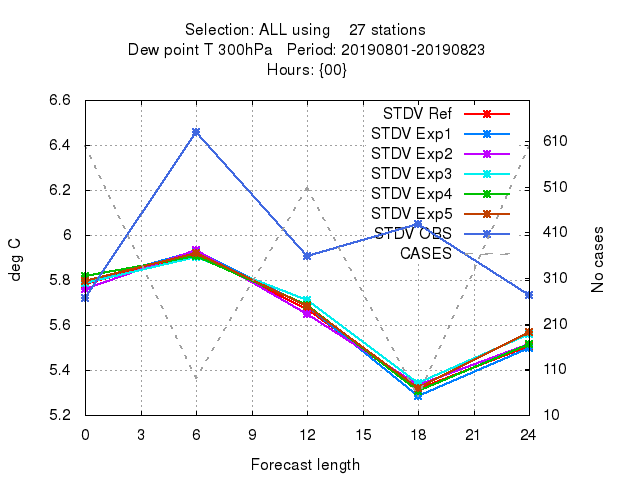 Selection: ALL using    27 stations
Dew point T 300hPa   Period: 20190801-20190823
Hours: {00}
6.6
6.4
6.2
6
5.8
5.6
5.4
5.2
deg C
STDV Ref
STDV Exp1
STDV Exp2
STDV Exp3
STDV Exp4
STDV Exp5
STDV OBS
CASES
610
510
410
310
210
110
10
No cases
0 3 6 9 12 15 18 21 24
Forecast length